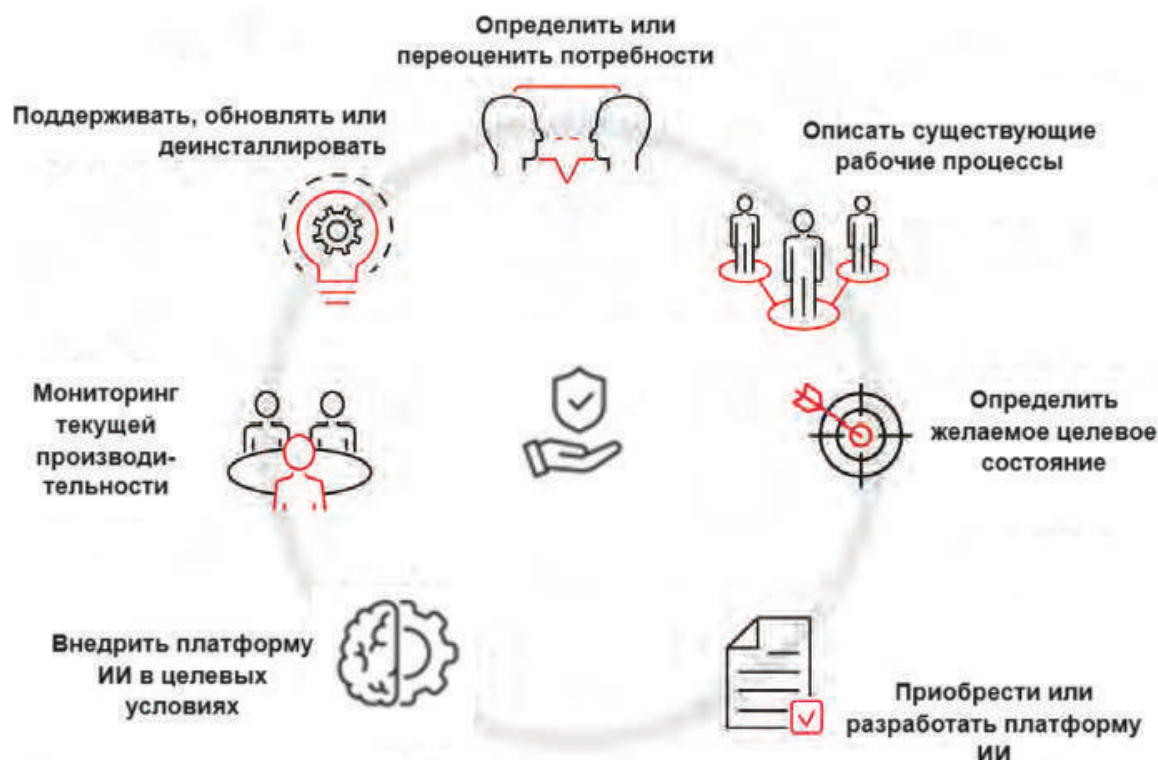 Определить или
переоценить потребности
Описать существующие
рабочие процессы
Определить
желаемое целевое
состояние
Приобрести или
разработать платформу
ИИ
Внедрить платформу
ИИ в целевых
условиях
Мониторинг
текущей
производи-
тельности
Поддерживать, обновлять или
деинсталлировать